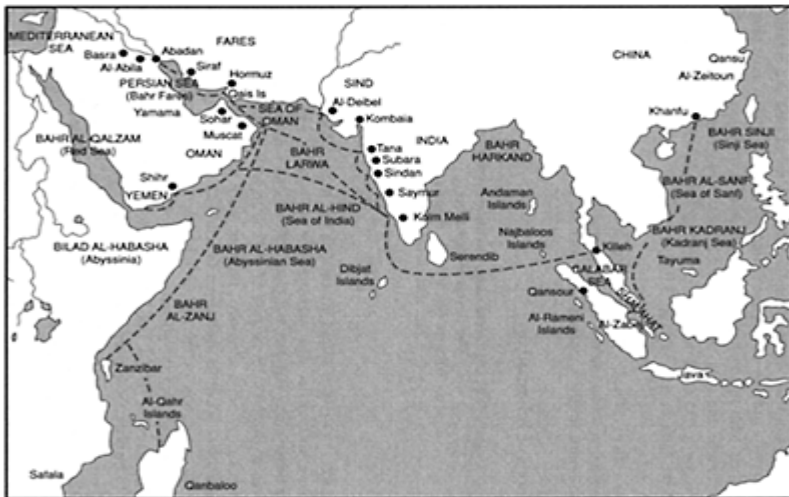 MEDITERRANEAN
SEA
FARES
CHINA
Basra
Abadan
Al-Abila
Siraf
Qansu
Al-Zeitoun
PERSIAN SEA
(Bahr Fares)
Hormuz
Qais Is
SIND
Al-Deibel
Yamama
SEA OF
OMAN
Kombaia
Khanfu
Sohar
Muscat
INDIA
BAHR SINJI
(Sinji Sea)
BAHR AL-QALZAM
(Red Sea)
OMAN
BAHR
LARWA
Tana
Subara
Sindan
BAHR
HARKAND
Shihr
YEMEN
Saymur
Andaman
Islands
BAHR AL-SANF
(Sea of Sanf)
BAHR AL-HIND
(Sea of India)
Kolm Melli
BILAD AL-HABASHA
(Abyssinia)
BAHR AL-HABASHA
(Abyssinian Sea)
Serendib
Najbaloos
Islands
Killeh
BAHR KADRANJ
(Kadranj Sea)
Tayuma
Dibjat
Islands
Qansour
SEA
BAHR
AL-ZANJ
Al-Rameni
Islands
Zanzibar
Java
Al-Qahr
Islands
Safala
Qanbaloo